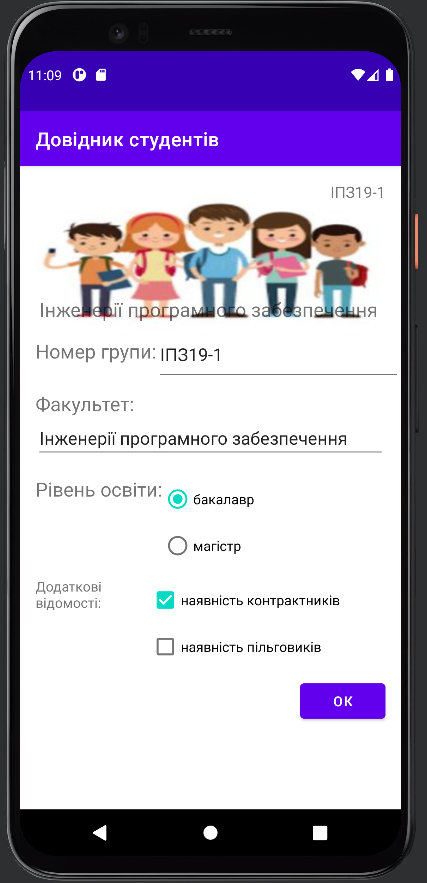 11:09
Довідник студентів
ІПЗ19-1
Інженерії програмного забезпечення
Номер групи: ІПЗ19-1
Факультет:
Інженерії програмного забезпечення
Рівень освіти: бакалавр
магістр
Додаткові
відомості:
наявність контрактників
наявність пільговиків
ОК